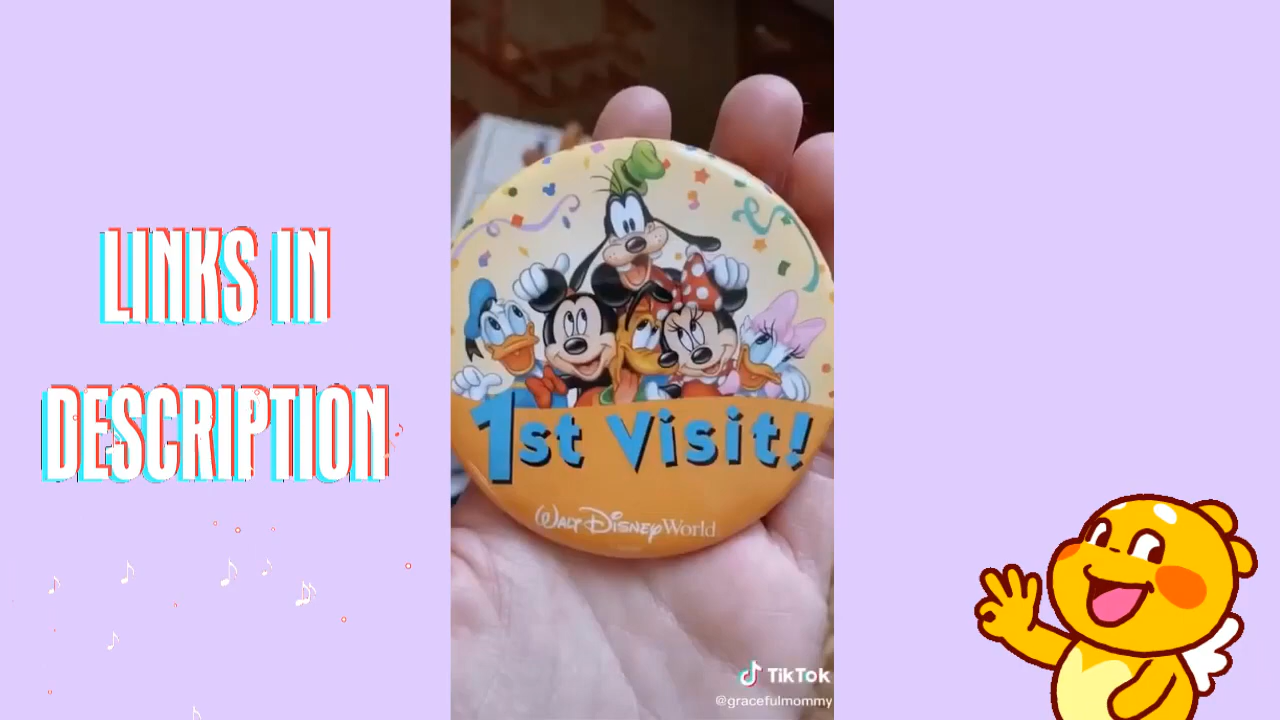 LINKS IN
DESCRIPTION
1st Visit!
WALT DISNEY World
TikTok
@gracefulmommy